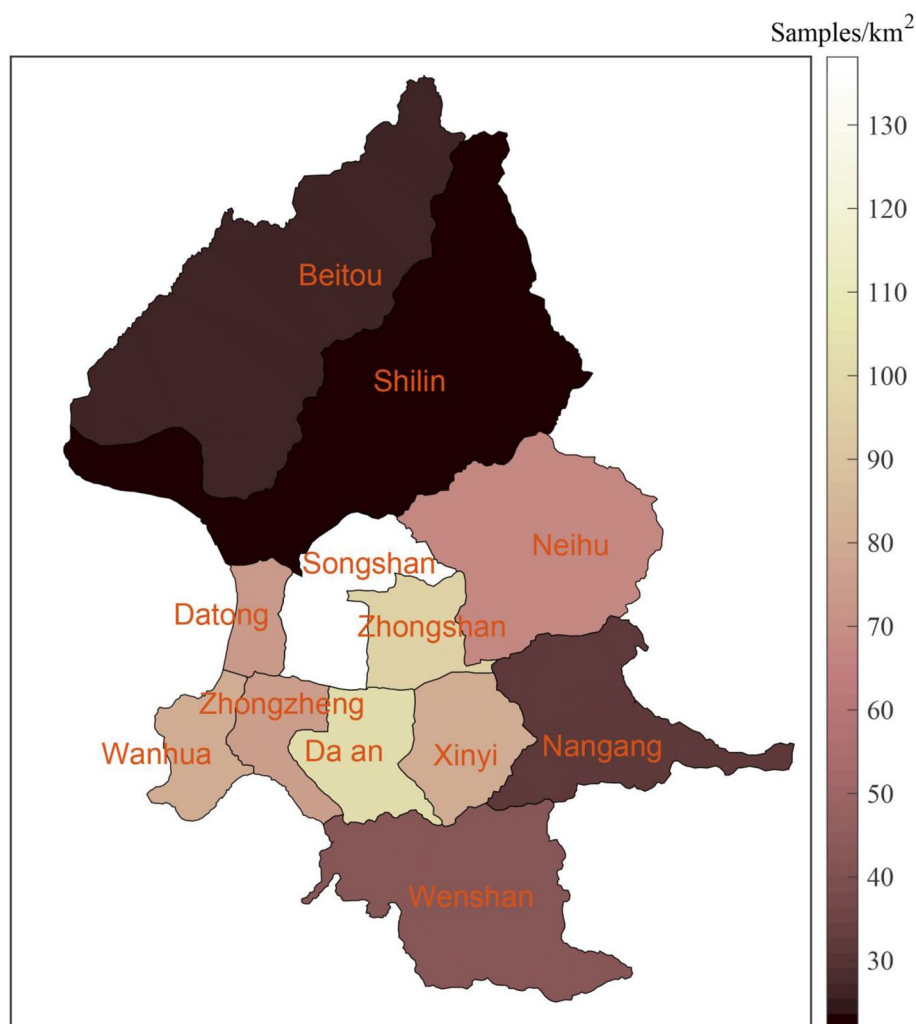 Samples/km²
130
120
110
100
90
80
70
60
50
40
30
Beitou
Shilin
Neihu
Songshan
Datong
Zhongshan
Zhongzheng
Wanhua
Da an
Xinyi
Nangang
Wenshan